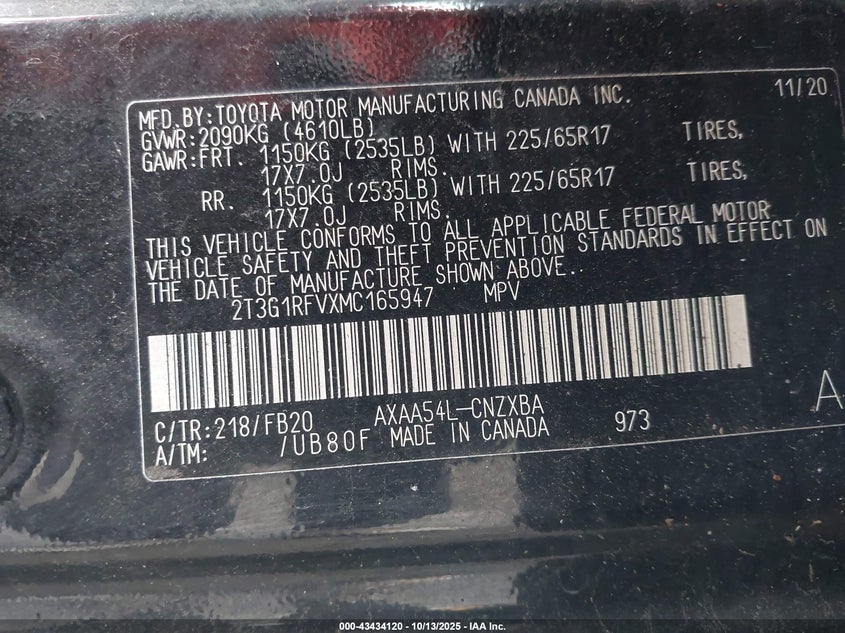 MFD.BY:TOYOTA MOTOR MANUFACTURING CANADA INC. 11/20
GVWR:2090KG (4610LB)
GAWR:FRT. 1150KG (2535LB) WITH 225/65R17 TIRES,
17X7.0J RIMS.
RR. 1150KG (2535LB) WITH 225/65R17 TIRES,
17X7.0J RIMS.
THIS VEHICLE CONFORMS TO ALL APPLICABLE FEDERAL MOTOR
VEHICLE SAFETY AND THEFT PREVENTION STANDARDS IN EFFECT ON
THE DATE OF MANUFACTURE SHOWN ABOVE..
2T3G1RFVXMC165947 MPV
C/TR:218/FB20 AXAA54L-CNZXBA 973 A
A/TM: /UB80F MADE IN CANADA
000-43434120 - 10/13/2025 - IAA Inc.